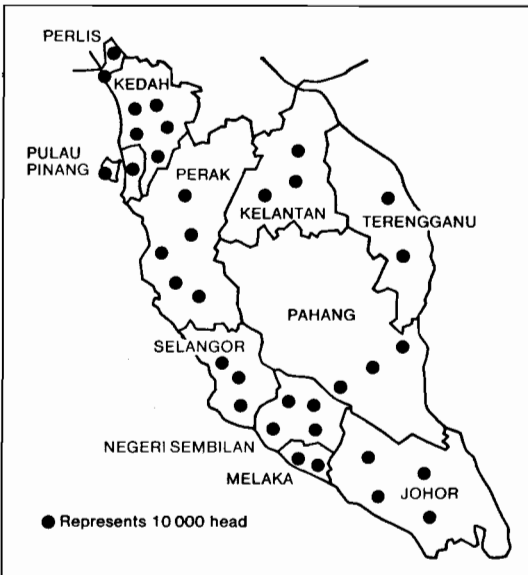 PERLIS
KEDAH
PULAU
PINANG
PERAK
KELANTAN
TERENGGANU
PAHANG
SELANGOR
NEGERI SEMBILAN
MELAKA
JOHOR
Represents 10 000 head